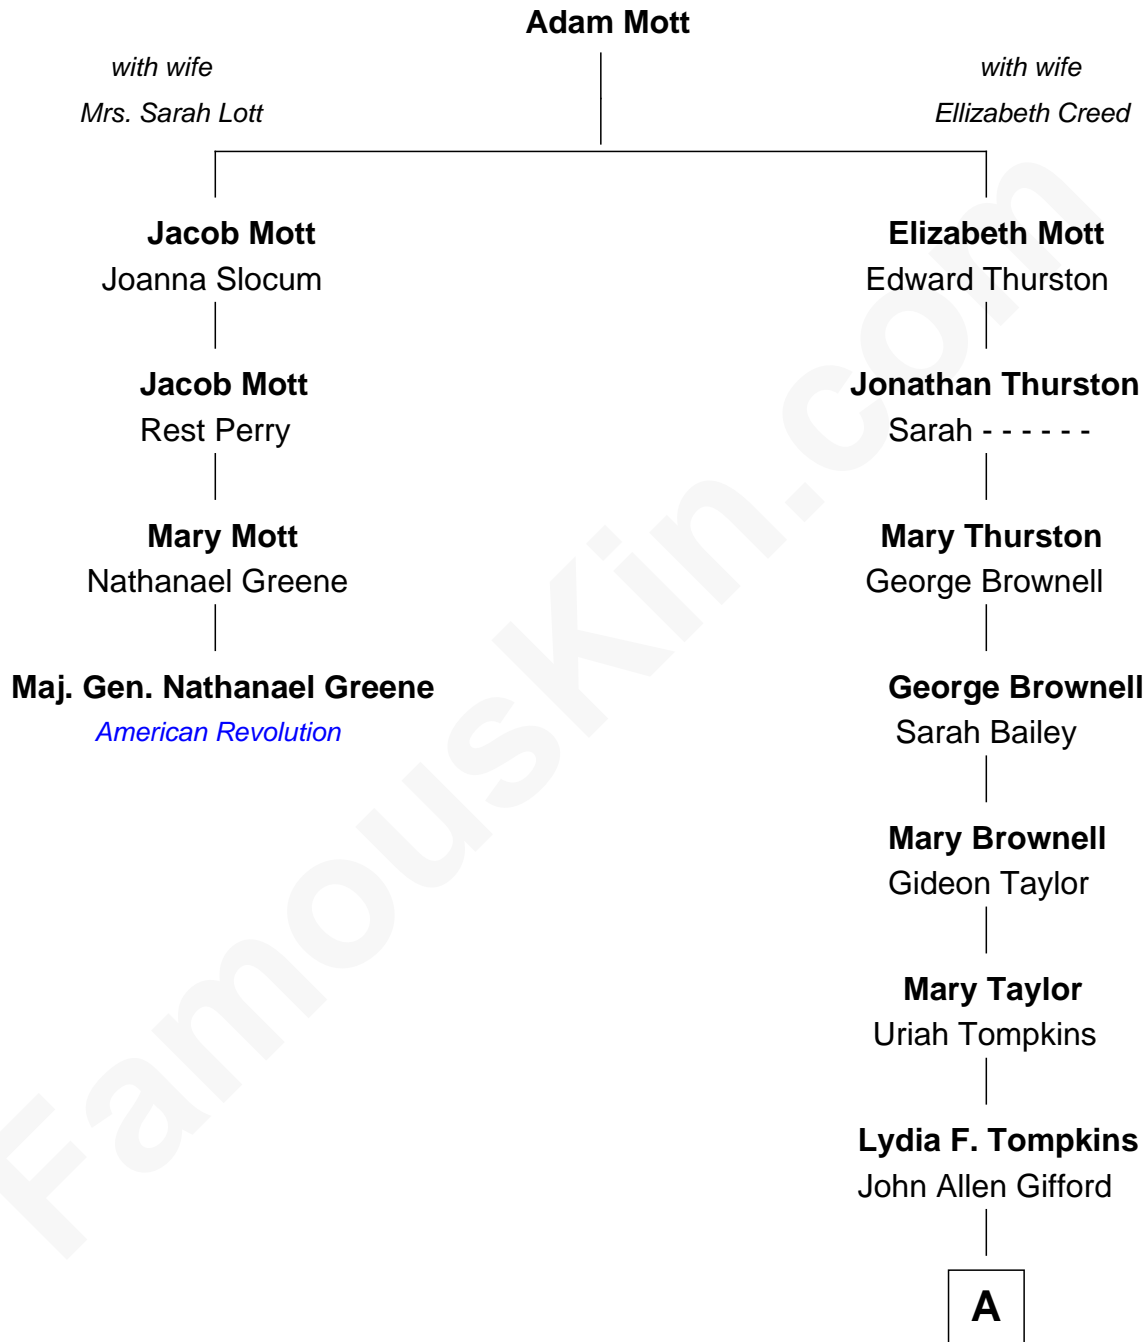 Adam Mott
with wife
Mrs. Sarah Lott
with wife
Ellizabeth Creed
Jacob Mott
Joanna Slocum
Elizabeth Mott
Edward Thurston
Jacob Mott
Rest Perry
Jonathan Thurston
Sarah - - - - - -
Mary Mott
Nathanael Greene
Mary Thurston
George Brownell
Maj. Gen. Nathanael Greene
American Revolution
George Brownell
Sarah Bailey
Mary Brownell
Gideon Taylor
Mary Taylor
Uriah Tompkins
Lydia F. Tompkins
John Allen Gifford
A
FamousKin.com